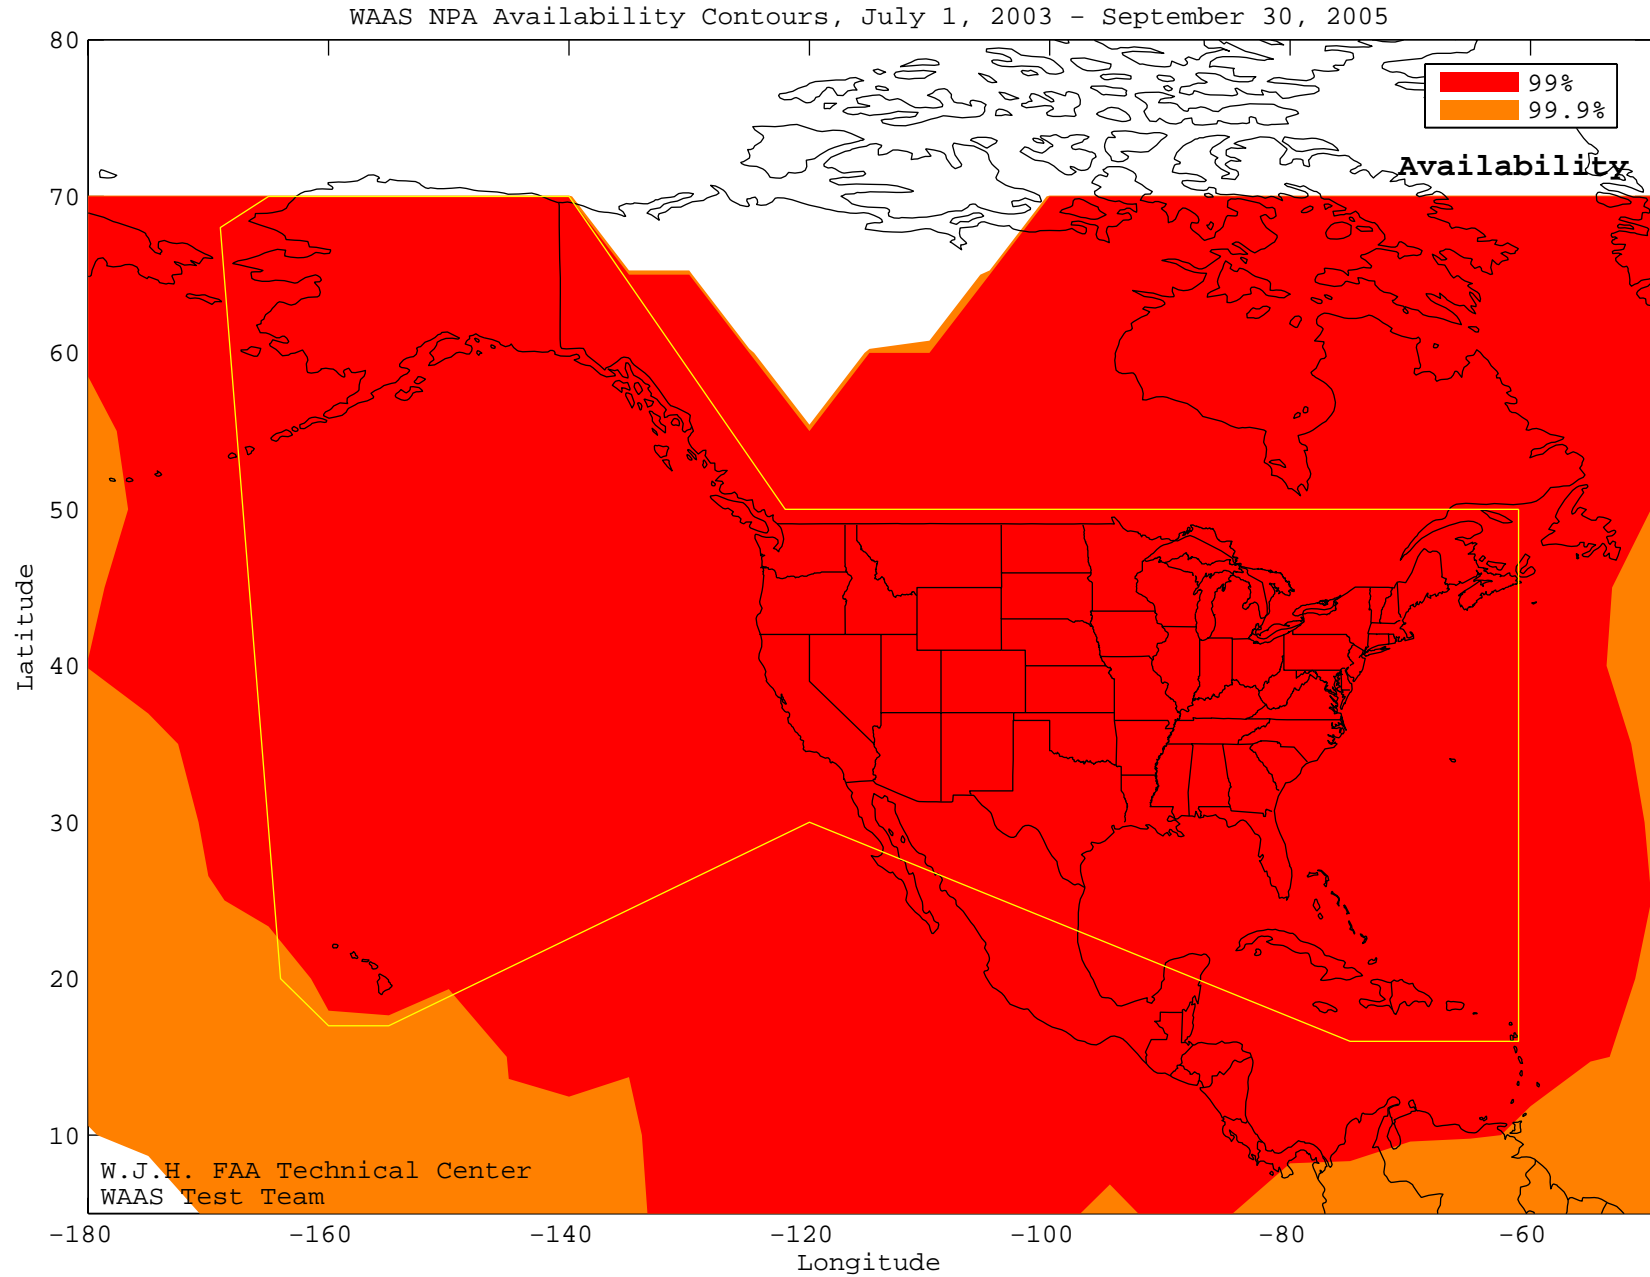 WAAS NPA Availability Contours, July 1, 2003 - September 30, 2005
80
99%
99.9%
Availability
70
60
50
Latitude
40
30
20
10
W.J.H. FAA Technical Center
WAAS Test Team
-180 -160 -140 -120 -100 -80 -60
Longitude